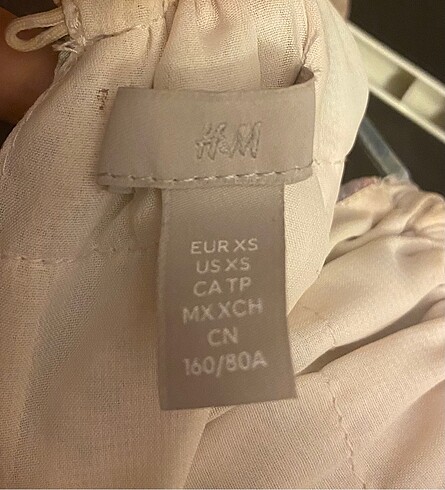 H&M
EUR XS
US XS
CA TP
MX XCH
CN
160/80A